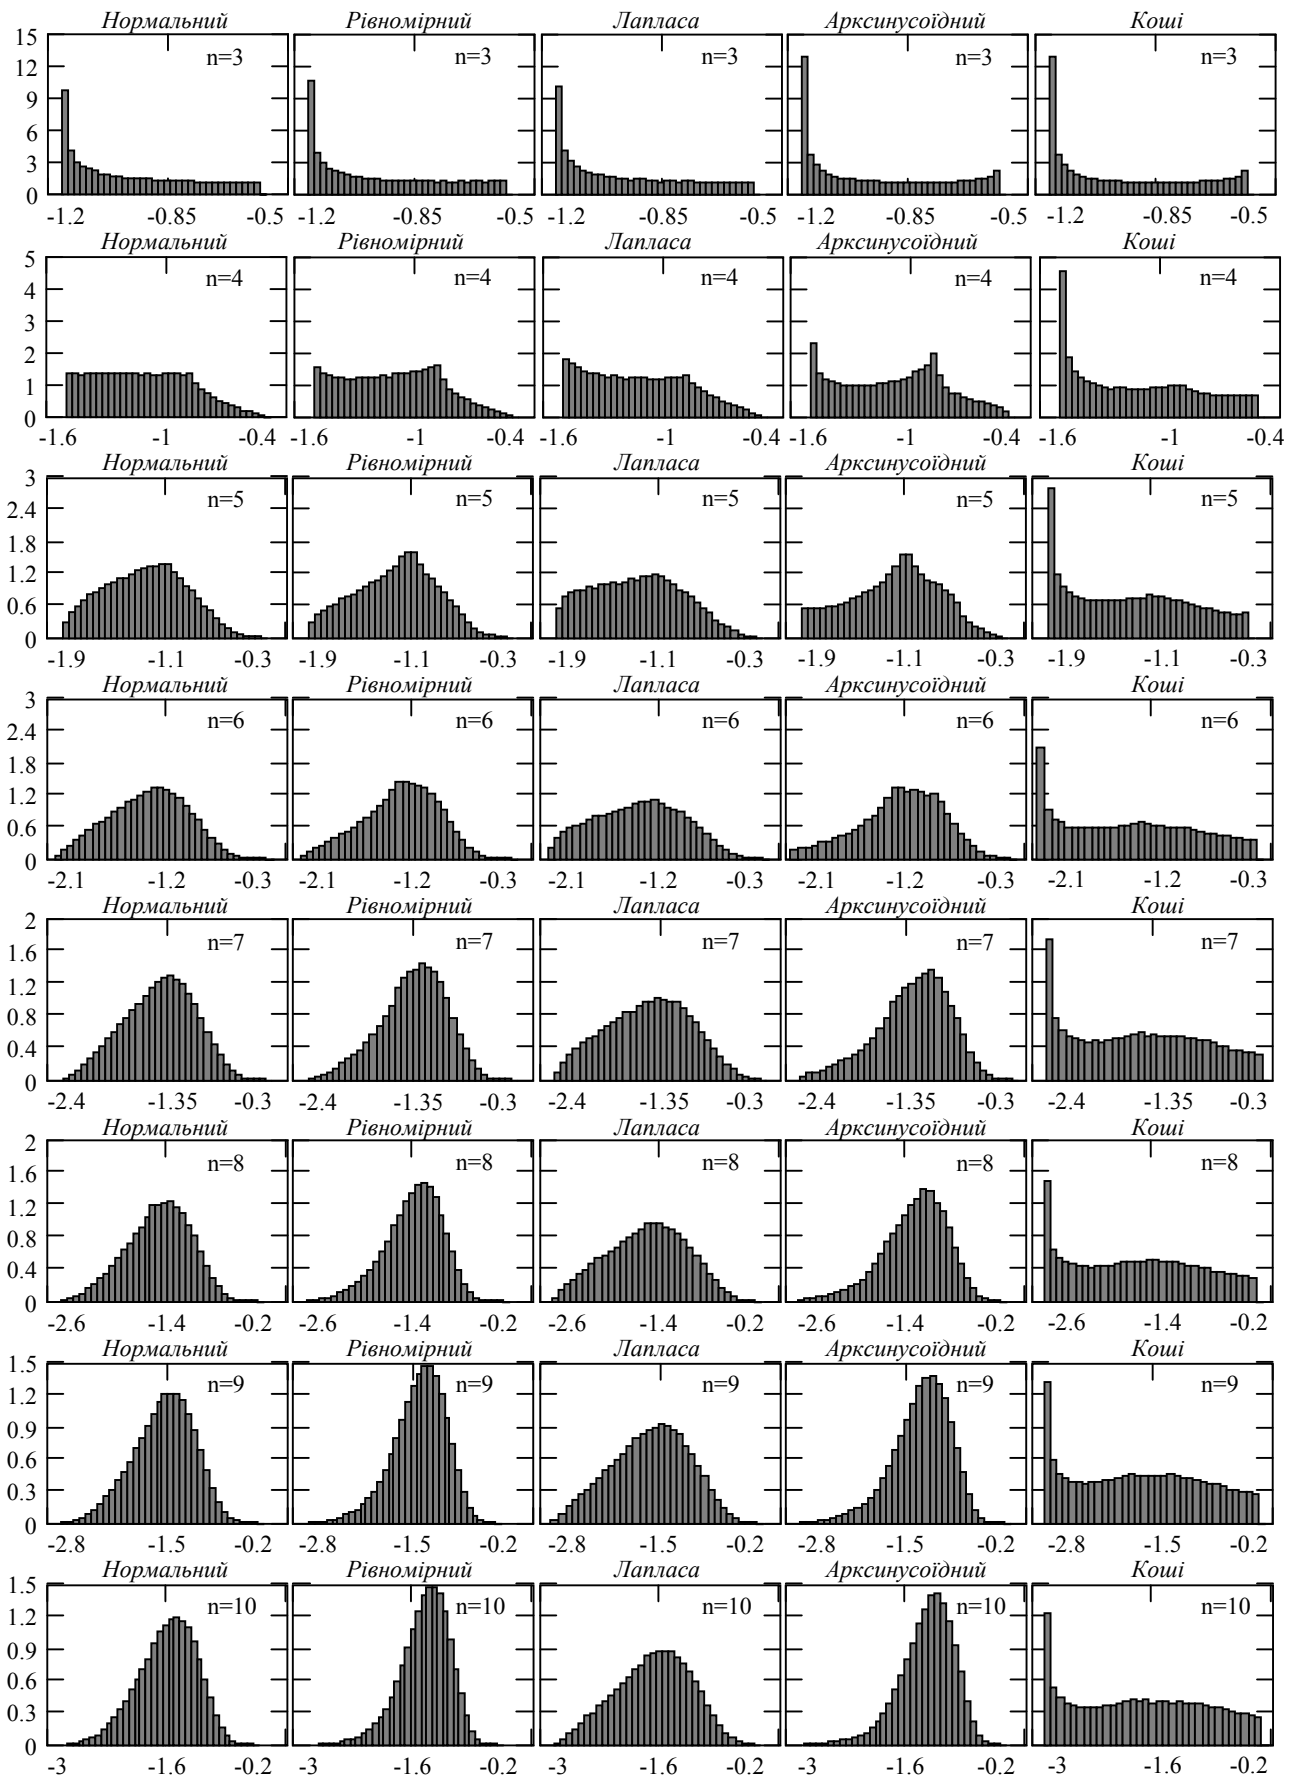 Нормальний Рівномірний Лапласа Арксинусоїдний Коші
15
12
9
6
3
0
n=3 n=3 n=3 n=3 n=3
-1.2 -0.85 -0.5 -1.2 -0.85 -0.5 -1.2 -0.85 -0.5 -1.2 -0.85 -0.5 -1.2 -0.85 -0.5
Нормальний Рівномірний Лапласа Арксинусоїдний Коші
5
4
3
2
1
0
n=4 n=4 n=4 n=4 n=4
-1.6 -1 -0.4 -1.6 -1 -0.4 -1.6 -1 -0.4 -1.6 -1 -0.4 -1.6 -1 -0.4
Нормальний Рівномірний Лапласа Арксинусоїдний Коші
3
2.4
1.8
1.2
0.6
0
n=5 n=5 n=5 n=5 n=5
-1.9 -1.1 -0.3 -1.9 -1.1 -0.3 -1.9 -1.1 -0.3 -1.9 -1.1 -0.3 -1.9 -1.1 -0.3
Нормальний Рівномірний Лапласа Арксинусоїдний Коші
3
2.4
1.8
1.2
0.6
0
n=6 n=6 n=6 n=6 n=6
-2.1 -1.2 -0.3 -2.1 -1.2 -0.3 -2.1 -1.2 -0.3 -2.1 -1.2 -0.3 -2.1 -1.2 -0.3
Нормальний Рівномірний Лапласа Арксинусоїдний Коші
2
1.6
1.2
0.8
0.4
0
n=7 n=7 n=7 n=7 n=7
-2.4 -1.35 -0.3 -2.4 -1.35 -0.3 -2.4 -1.35 -0.3 -2.4 -1.35 -0.3 -2.4 -1.35 -0.3
Нормальний Рівномірний Лапласа Арксинусоїдний Коші
2
1.6
1.2
0.8
0.4
0
n=8 n=8 n=8 n=8 n=8
-2.6 -1.4 -0.2 -2.6 -1.4 -0.2 -2.6 -1.4 -0.2 -2.6 -1.4 -0.2 -2.6 -1.4 -0.2
Нормальний Рівномірний Лапласа Арксинусоїдний Коші
1.5
1.2
0.9
0.6
0.3
0
n=9 n=9 n=9 n=9 n=9
-2.8 -1.5 -0.2 -2.8 -1.5 -0.2 -2.8 -1.5 -0.2 -2.8 -1.5 -0.2 -2.8 -1.5 -0.2
Нормальний Рівномірний Лапласа Арксинусоїдний Коші
1.5
1.2
0.9
0.6
0.3
0
n=10 n=10 n=10 n=10 n=10
-3 -1.6 -0.2 -3 -1.6 -0.2 -3 -1.6 -0.2 -3 -1.6 -0.2 -3 -1.6 -0.2